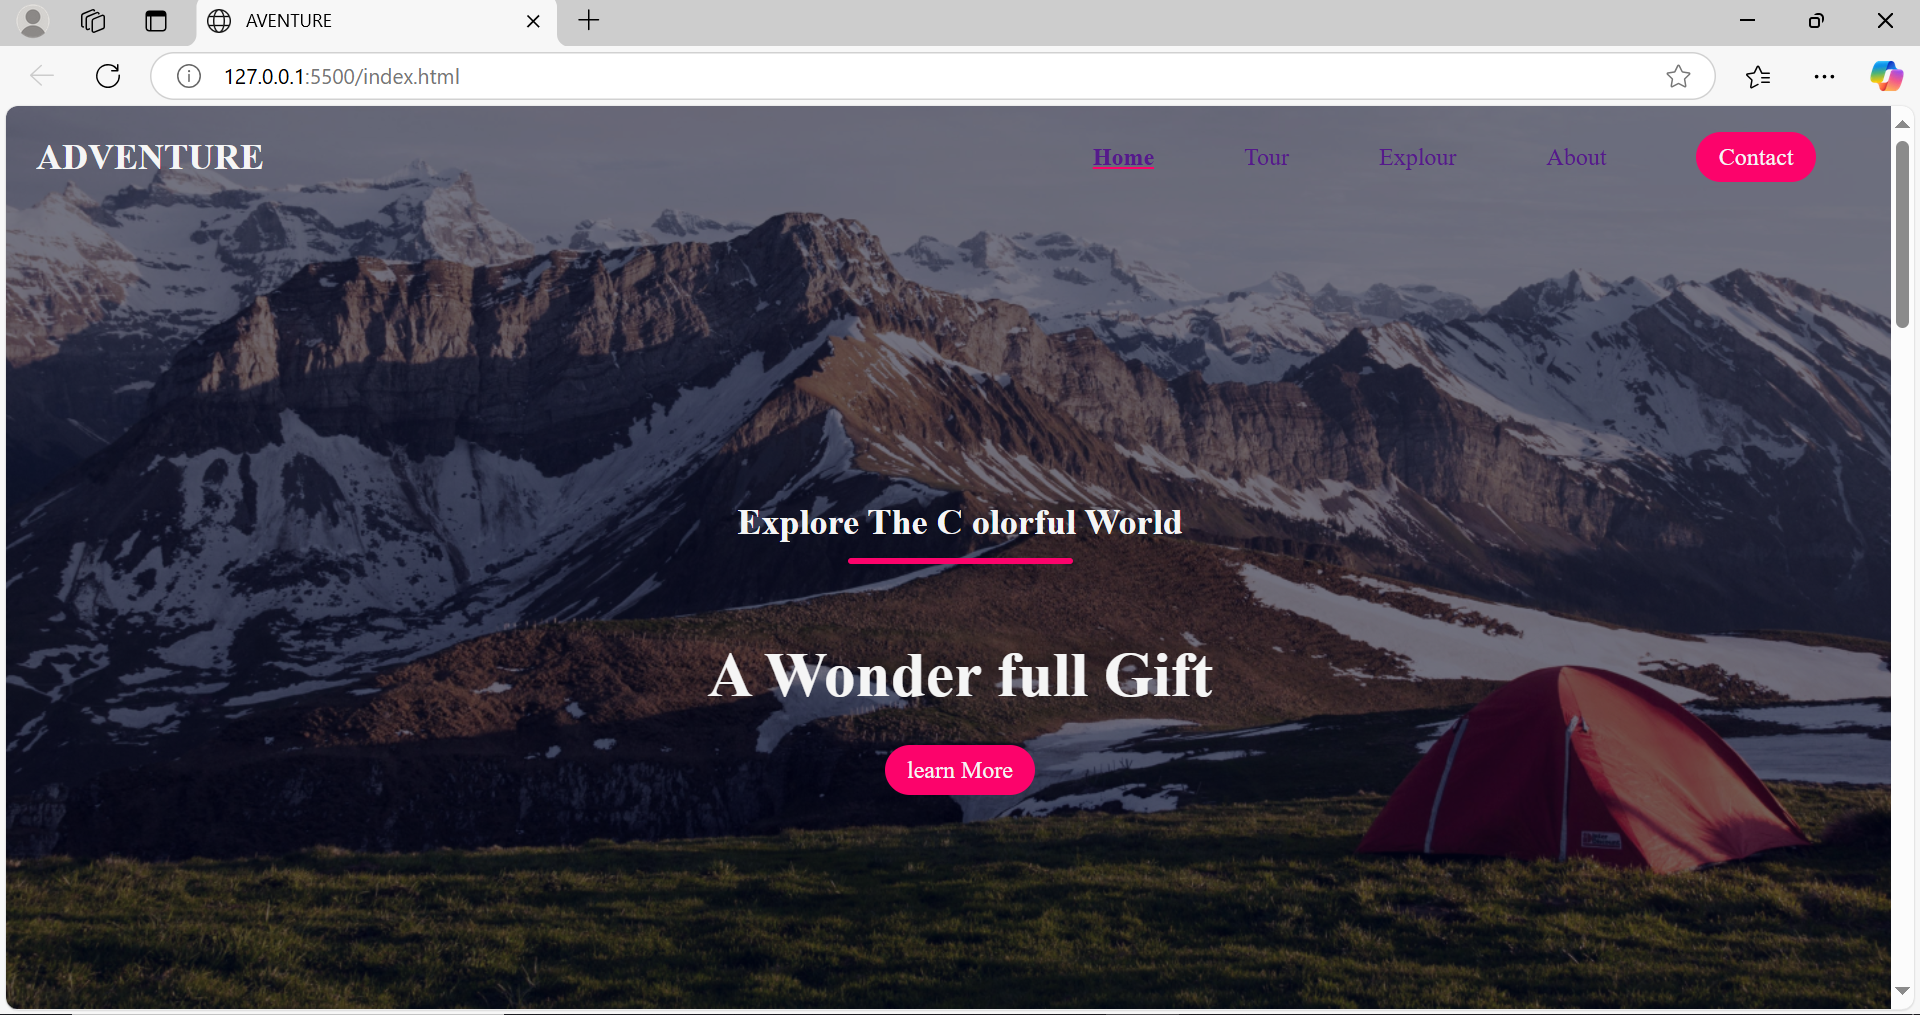 AVENTURE
127.0.0.1:5500/index.html
ADVENTURE Home Tour Explour About Contact
Explore The C olorful World
A Wonder full Gift
learn More